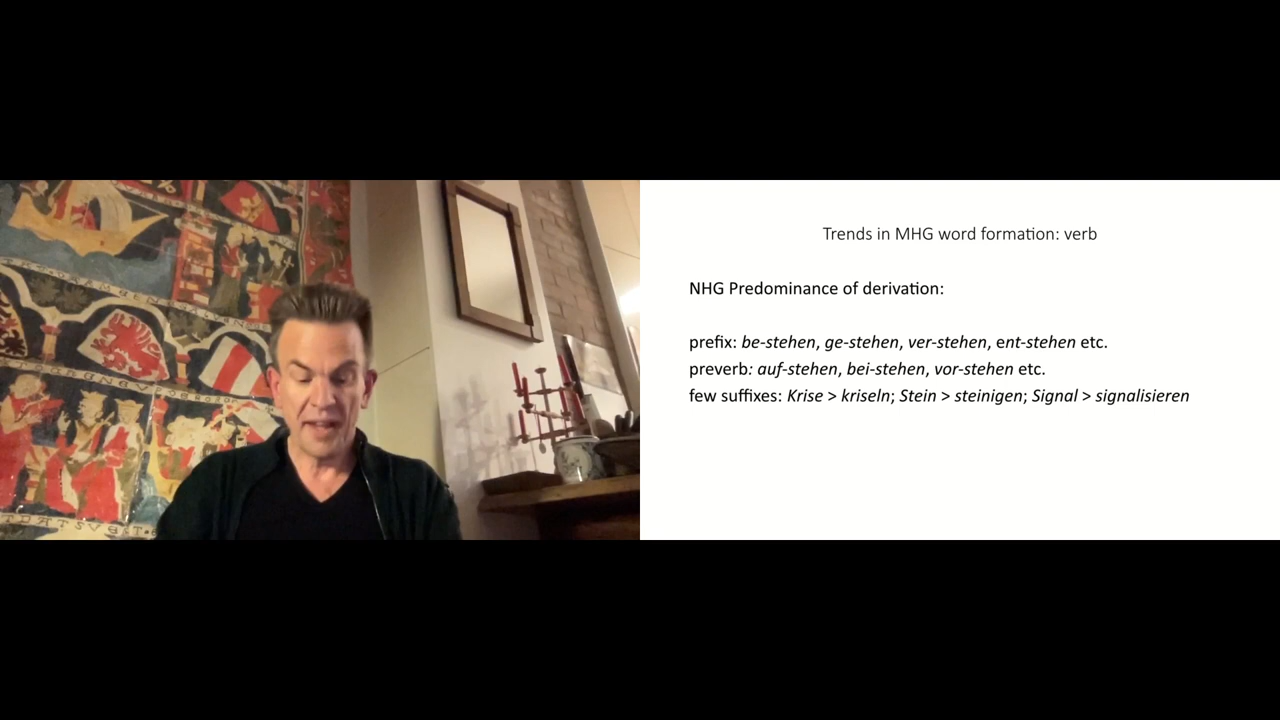 Trends in MHG word formation: verb
NHG Predominance of derivation:
prefix: be-stehen, ge-stehen, ver-stehen, ent-stehen etc.
preverb: auf-stehen, bei-stehen, vor-stehen etc.
few suffixes: Krise > kriseln; Stein > steinigen; Signal > signalisieren